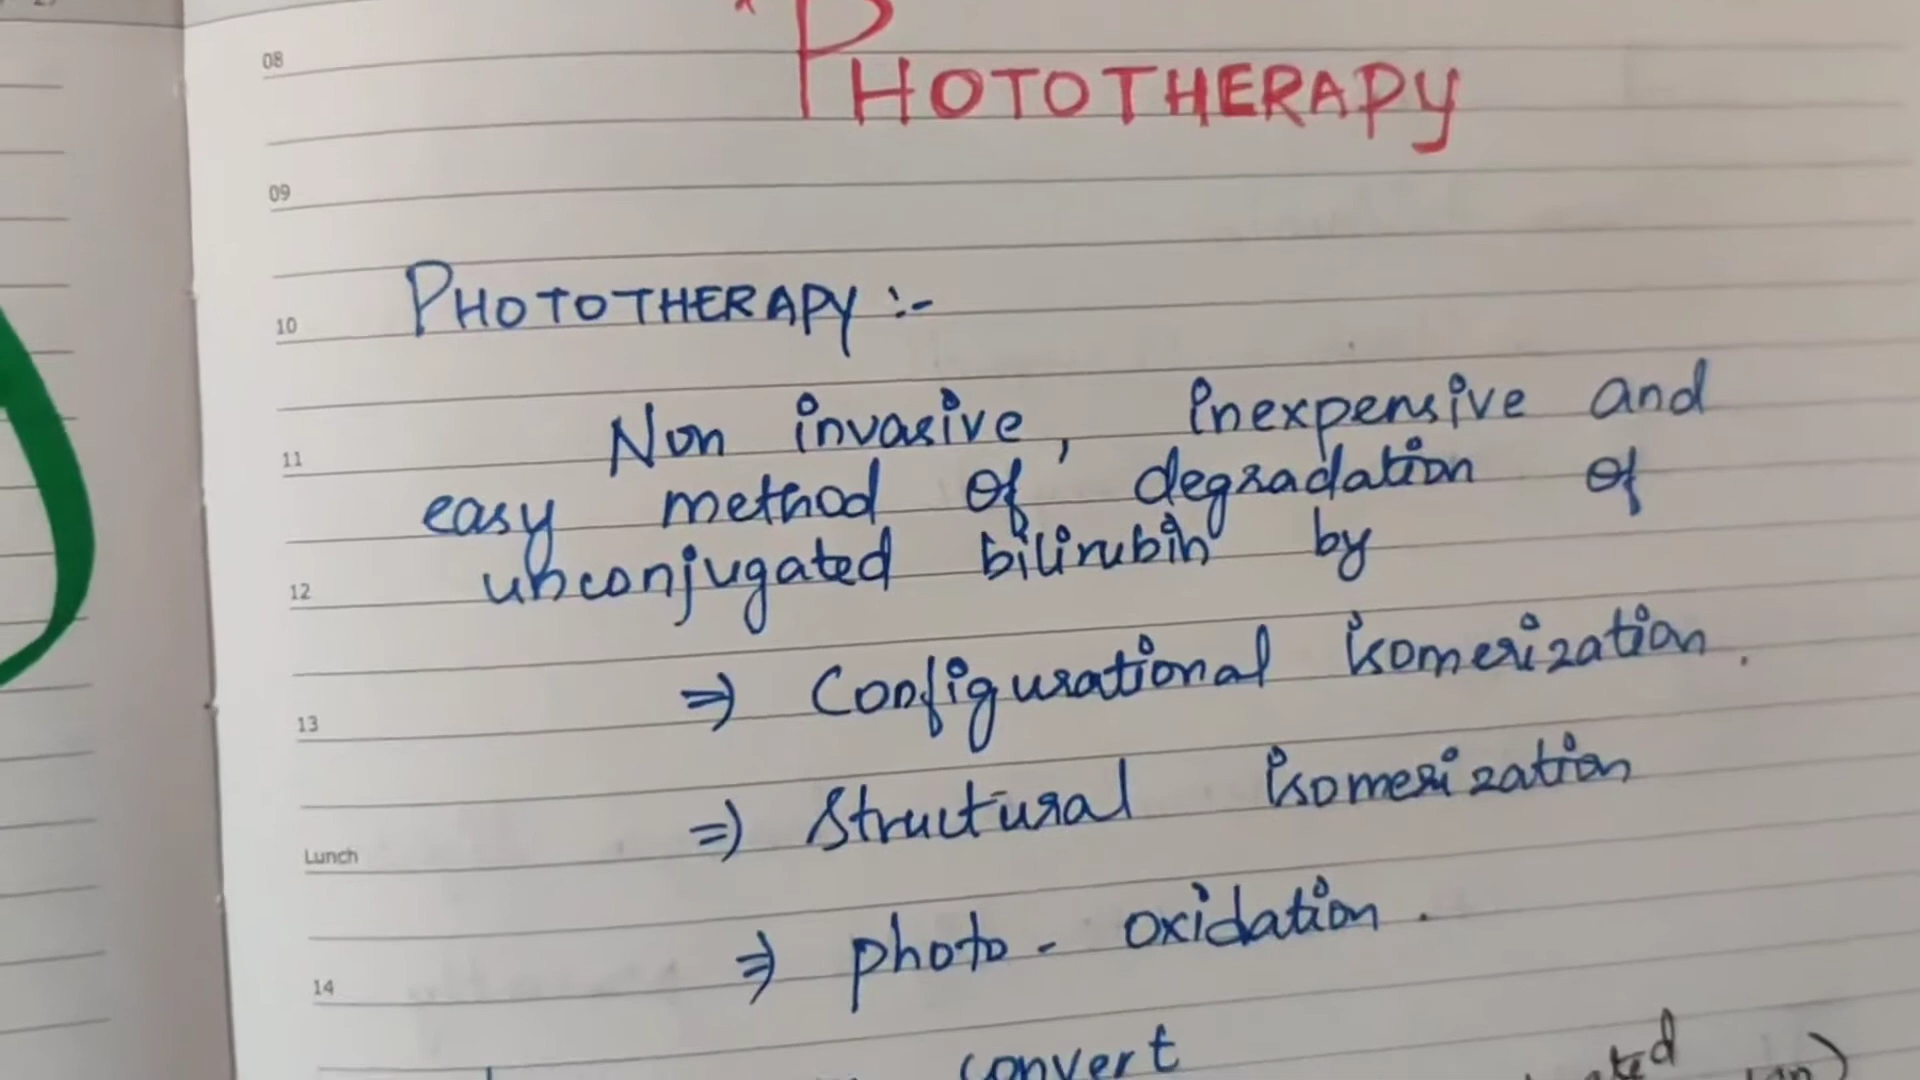 08
PHOTOTHERAPY
09
10
PHOTOTHERAPY :-
11
Non invasive, inexpensive and
easy method of degradation of
12
unconjugated bilirubin by
⇒ Configurational isomerization.
13
⇒ Structural isomerization
Lunch
⇒ photo - oxidation.
14
convert